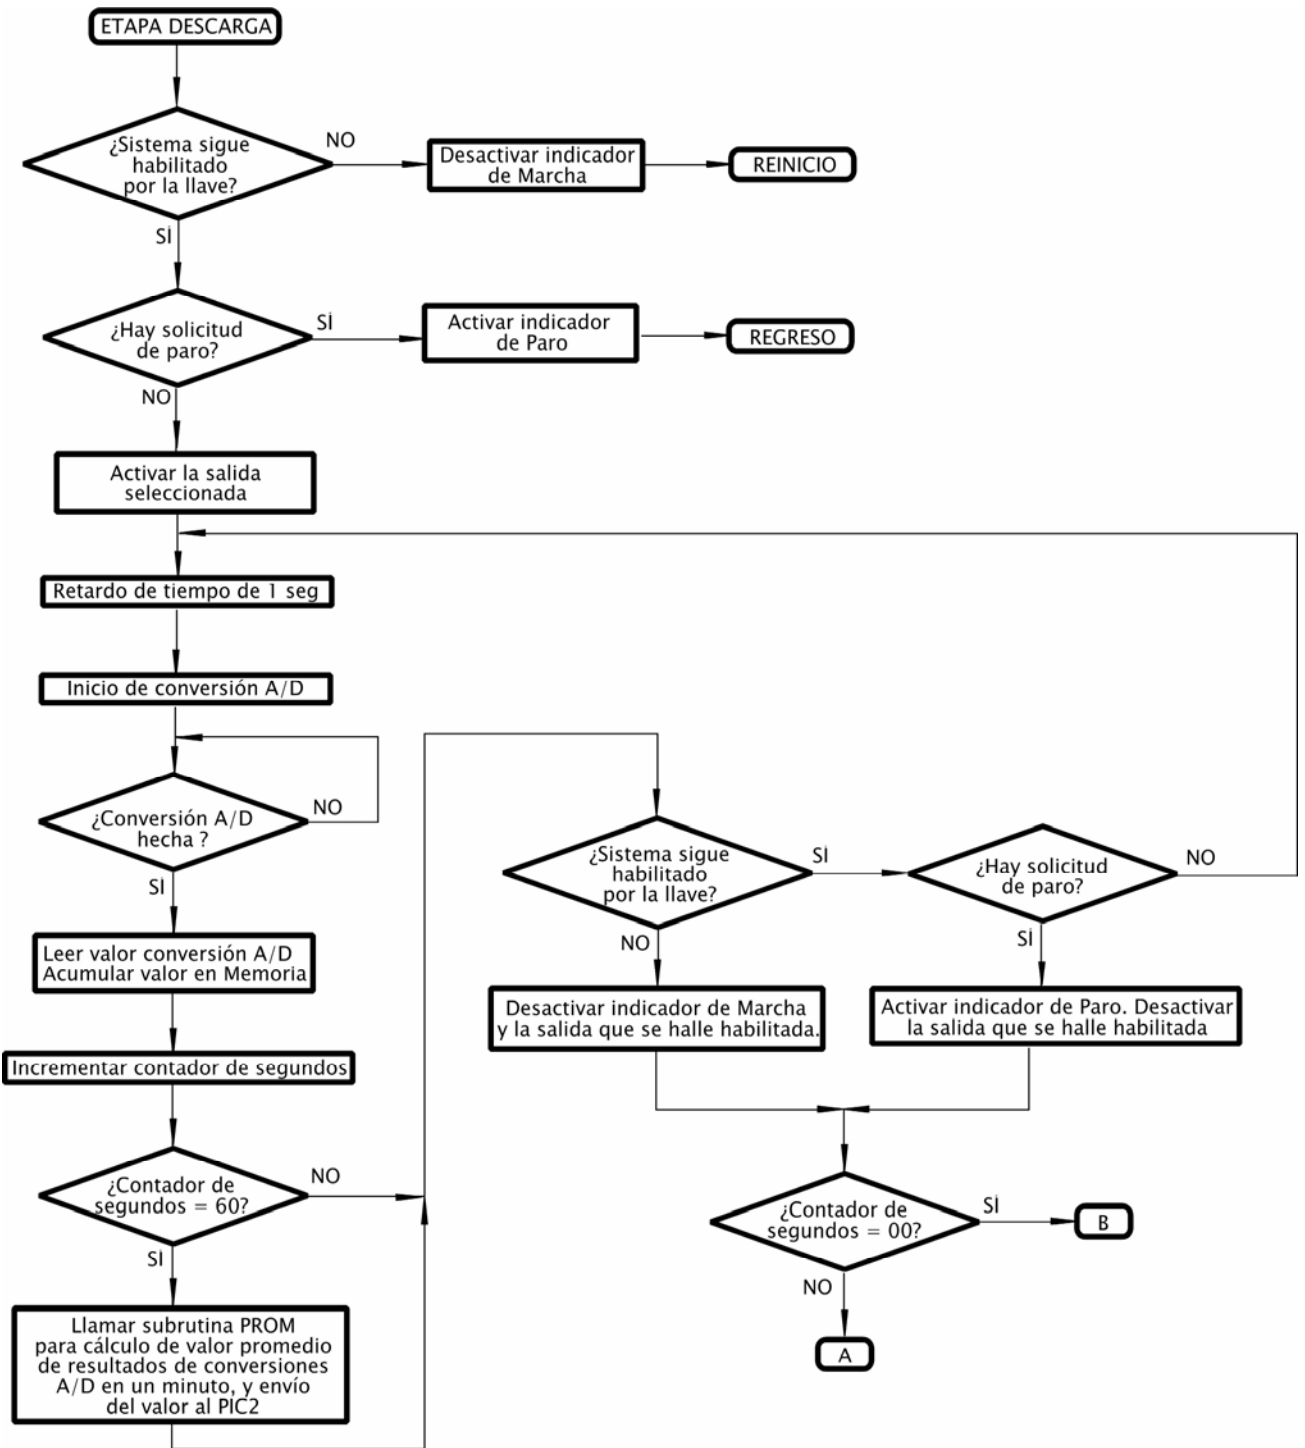 ETAPA DESCARGA
¿Sistema sigue
habilitado
por la llave?
NO
Desactivar indicador
de Marcha
REINICIO
SÍ
¿Hay solicitud
de paro?
SÍ
Activar indicador
de Paro
REGRESO
NO
Activar la salida
seleccionada
Retardo de tiempo de 1 seg
Inicio de conversión A/D
¿Conversión A/D
hecha ?
NO
SÍ
Leer valor conversión A/D
Acumular valor en Memoria
Incrementar contador de segundos
¿Contador de
segundos = 60?
NO
SÍ
Llamar subrutina PROM
para cálculo de valor promedio
de resultados de conversiones
A/D en un minuto, y envío
del valor al PIC2
¿Sistema sigue
habilitado
por la llave?
SÍ
¿Hay solicitud
de paro?
NO
NO
SÍ
Desactivar indicador de Marcha
y la salida que se halle habilitada.
Activar indicador de Paro. Desactivar
la salida que se halle habilitada
¿Contador de
segundos = 00?
SÍ
B
NO
A